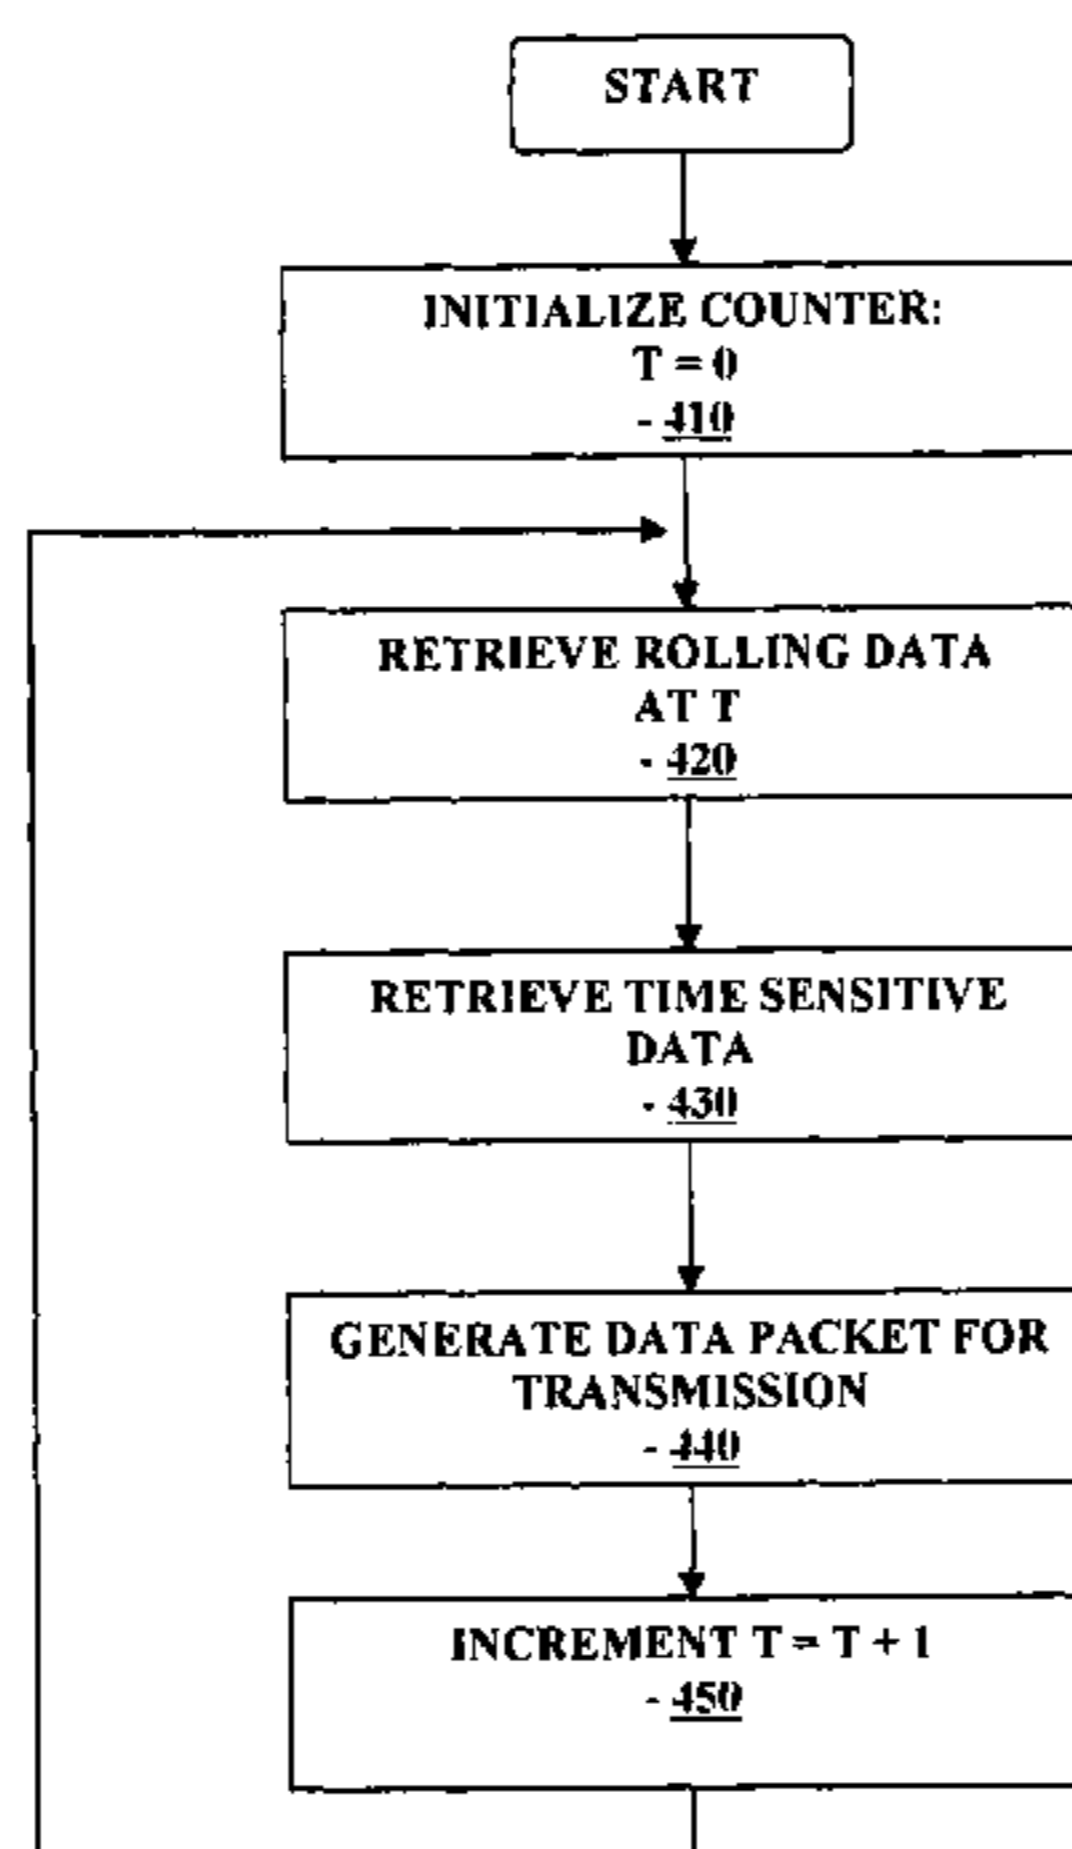 START
INITIALIZE COUNTER:
T = 0
- 410
RETRIEVE ROLLING DATA
AT T
- 420
RETRIEVE TIME SENSITIVE
DATA
- 430
GENERATE DATA PACKET FOR
TRANSMISSION
- 440
INCREMENT T = T + 1
- 450